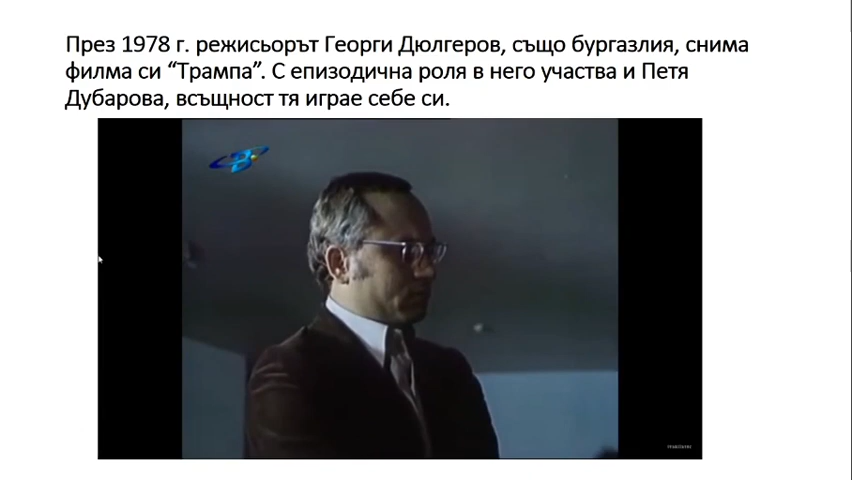 През 1978 г. режисьорът Георги Дюлгеров, също бургазлия, снима
филма си “Трампа”. С епизодична роля в него участва и Петя
Дубарова, всъщност тя играе себе си.